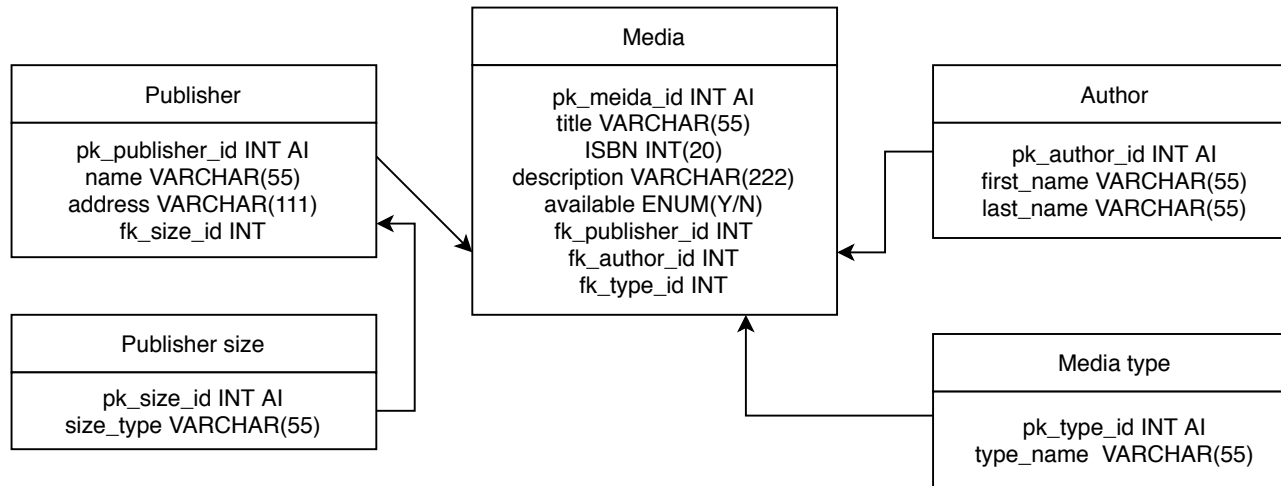 Publisher
pk_publisher_id INT AI
name VARCHAR(55)
address VARCHAR(111)
fk_size_id INT
Publisher size
pk_size_id INT AI
size_type VARCHAR(55)
Media
pk_meida_id INT AI
title VARCHAR(55)
ISBN INT(20)
description VARCHAR(222)
available ENUM(Y/N)
fk_publisher_id INT
fk_author_id INT
fk_type_id INT
Author
pk_author_id INT AI
first_name VARCHAR(55)
last_name VARCHAR(55)
Media type
pk_type_id INT AI
type_name  VARCHAR(55)